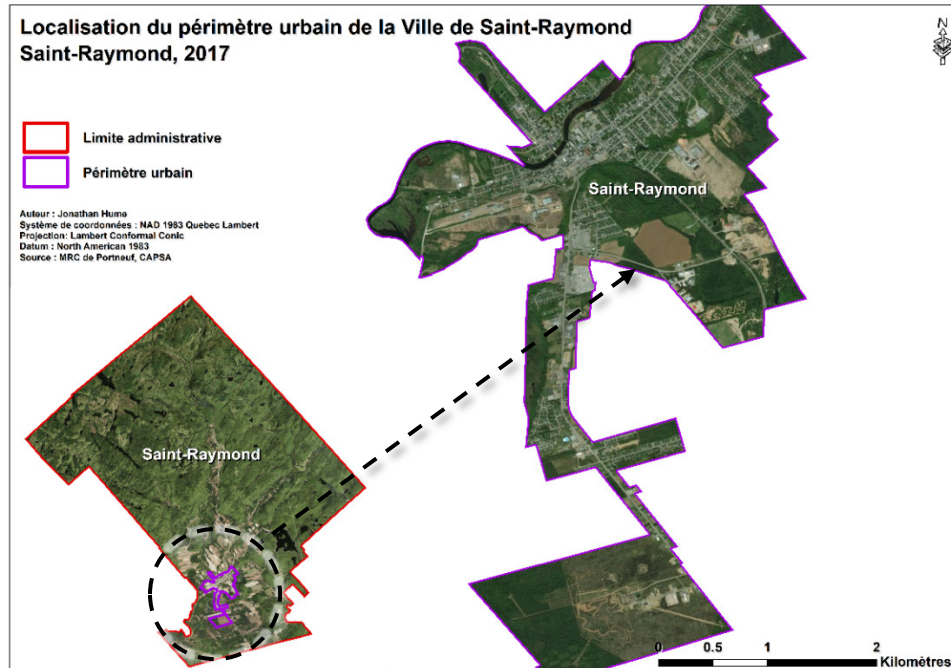 Localisation du périmètre urbain de la Ville de Saint-Raymond
Saint-Raymond, 2017
N
Limite administrative
Périmètre urbain
Auteur : Jonathan Hume
Système de coordonnées : NAD 1983 Quebec Lambert
Projection: Lambert Conformal Conic
Datum : North American 1983
Source : MRC de Portneuf, CAPSA
Saint-Raymond
Saint-Raymond
0 0.5 1 2
Kilomètres